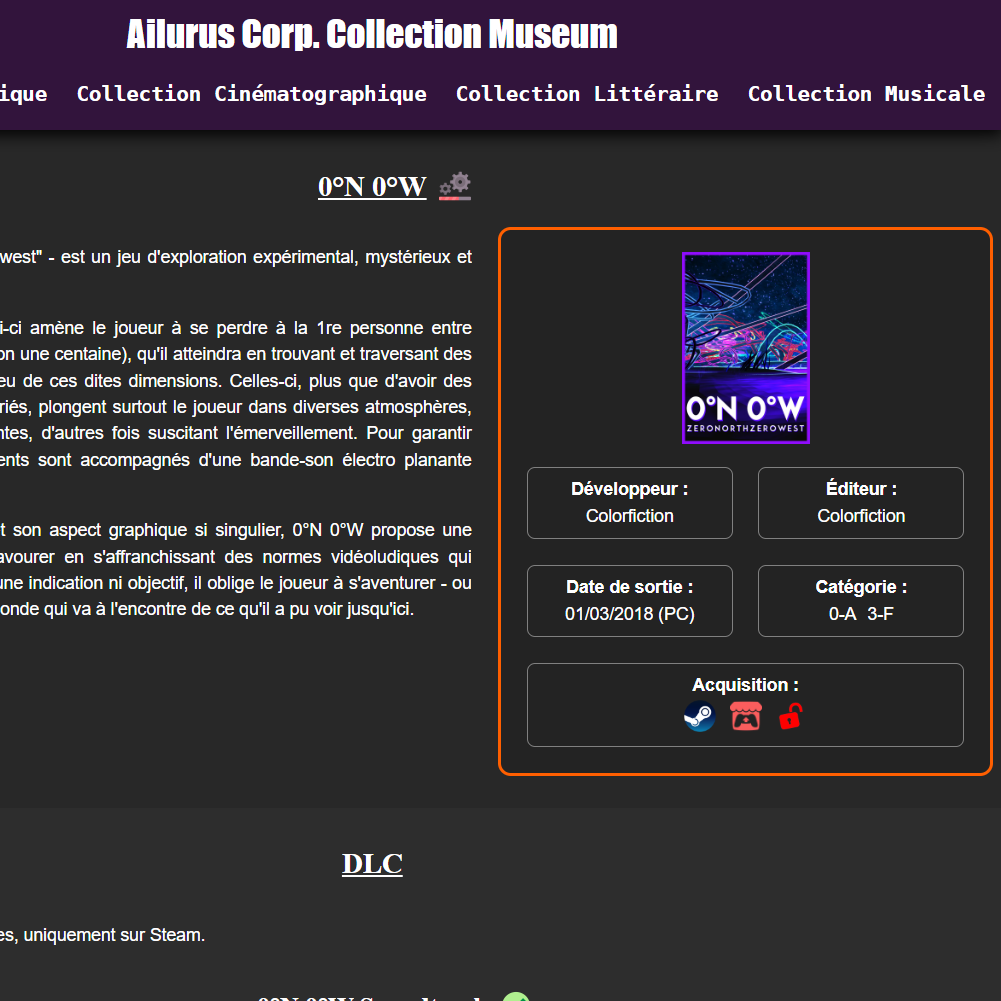 Ailurus Corp. Collection Museum
ique Collection Cinématographique Collection Littéraire Collection Musicale
0°N 0°W
west" - est un jeu d'exploration expérimental, mystérieux et
i-ci amène le joueur à se perdre à la 1re personne entre
on une centaine), qu'il atteindra en trouvant et traversant des
eu de ces dites dimensions. Celles-ci, plus que d'avoir des
riés, plongent surtout le joueur dans diverses atmosphères,
ntes, d'autres fois suscitant l'émerveillement. Pour garantir
ents sont accompagnés d'une bande-son électro planante
t son aspect graphique si singulier, 0°N 0°W propose une
avourer en s'affranchissant des normes vidéoludiques qui
une indication ni objectif, il oblige le joueur à s'aventurer - ou
onde qui va à l'encontre de ce qu'il a pu voir jusqu'ici.
0°N 0°W
ZERONORTHZEROWEST
Développeur :
Colorfiction
Éditeur :
Colorfiction
Date de sortie :
01/03/2018 (PC)
Catégorie :
0-A 3-F
Acquisition :
DLC
es, uniquement sur Steam.
0°N 0°W